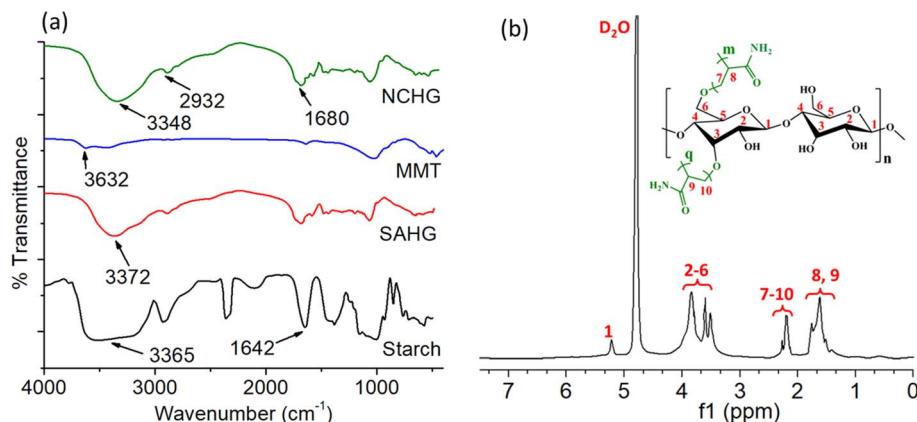 (a)
% Transmittance
NCHG
2932
3348
1680
MMT
3632
SAHG
3372
Starch
3365
1642
4000 3000 2000 1000
Wavenumber (cm⁻¹)
(b)
D₂O
m
NH₂
7 8
O
O
6
5
4
O
2
1
3
OH
O
O
q
H₂N
9
10
O
HO
6
4
5
O
3
2
1
HO
OH
O
n
1
2-6
7-10
8, 9
7 6 5 4 3 2 1 0
f1 (ppm)